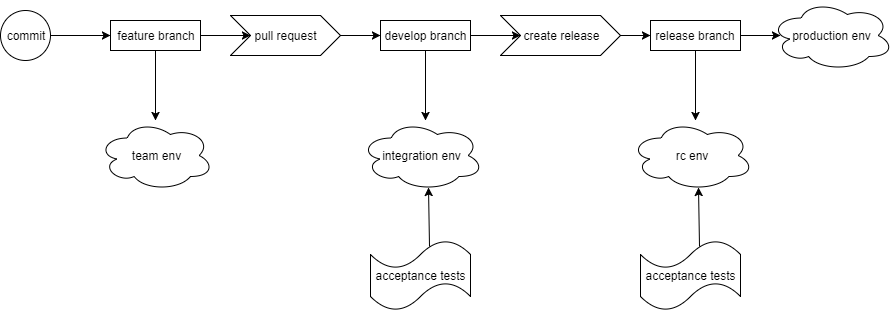 commit
feature branch
pull request
develop branch
create release
release branch
production env
team env
integration env
rc env
acceptance tests
acceptance tests